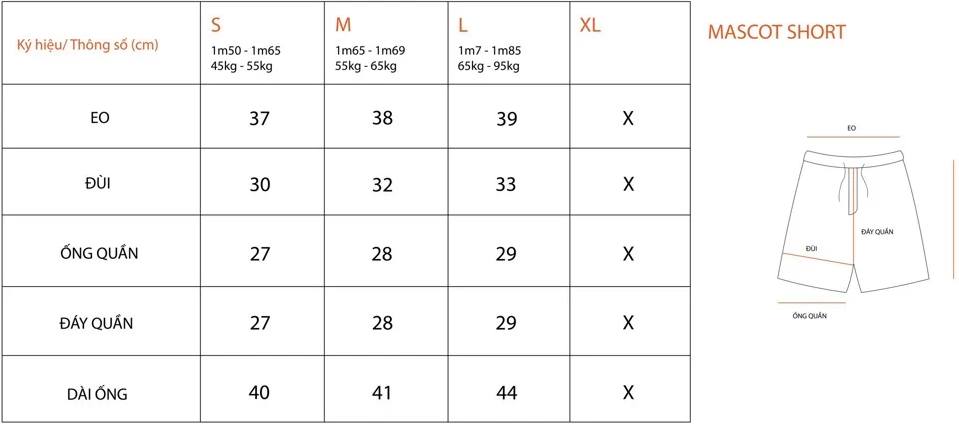 Ký hiệu/ Thông số (cm)
S
1m50 - 1m65
45kg - 55kg
M
1m65 - 1m69
55kg - 65kg
L
1m7 - 1m85
65kg - 95kg
XL
EO 37 38 39 X
ĐÙI 30 32 33 X
ỐNG QUẦN 27 28 29 X
ĐÁY QUẦN 27 28 29 X
DÀI ỐNG 40 41 44 X
MASCOT SHORT
EO
ĐÁY QUẦN
ĐÙI
ỐNG QUẦN